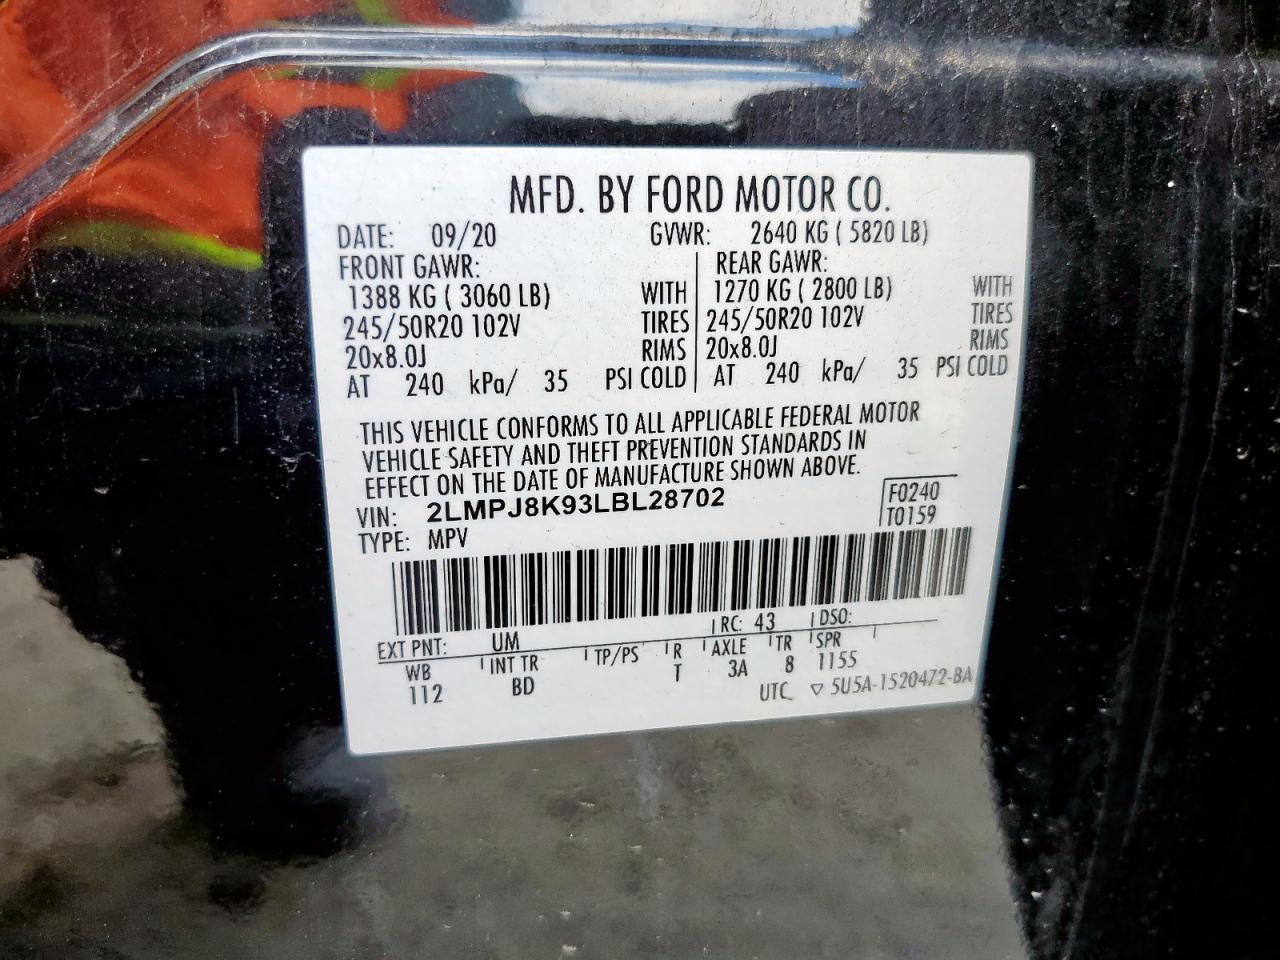 MFD. BY FORD MOTOR CO.
DATE: 09/20 GVWR: 2640 KG ( 5820 LB)
FRONT GAWR: REAR GAWR:
1388 KG ( 3060 LB) WITH 1270 KG ( 2800 LB) WITH
245/50R20 102V TIRES 245/50R20 102V TIRES
20x8.0J RIMS 20x8.0J RIMS
AT 240 kPa/ 35 PSI COLD AT 240 kPa/ 35 PSI COLD
THIS VEHICLE CONFORMS TO ALL APPLICABLE FEDERAL MOTOR
VEHICLE SAFETY AND THEFT PREVENTION STANDARDS IN
EFFECT ON THE DATE OF MANUFACTURE SHOWN ABOVE.
VIN: 2LMPJ8K93LBL28702 F0240
TYPE: MPV T0159
EXT PNT: UM RC: 43 DSO:
WB INT TR TP/PS R AXLE TR SPR
112 BD T 3A 8 1155
UTC ▽ 5U5A-1520472-BA